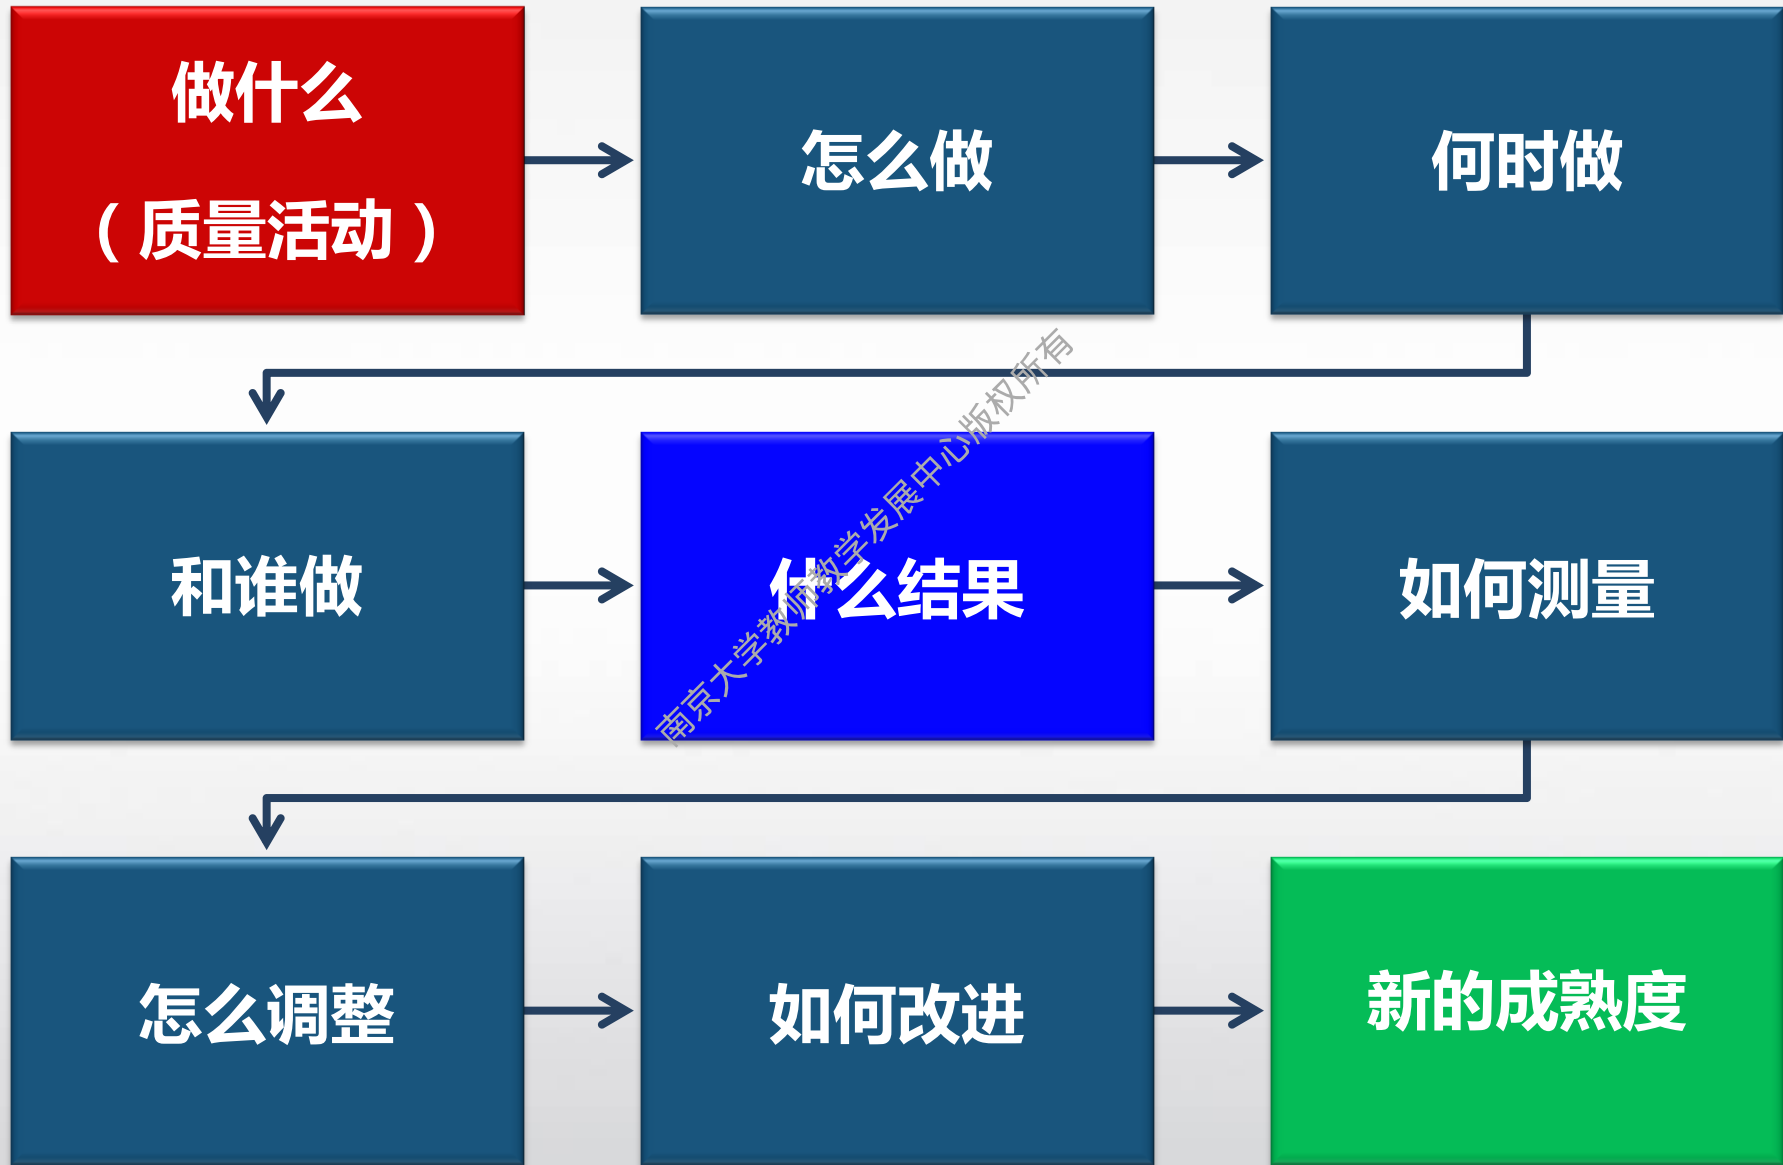 做什么
（质量活动）
怎么做
何时做
和谁做
什么结果
如何测量
怎么调整
如何改进
新的成熟度
南京大学教师教学发展中心版权所有